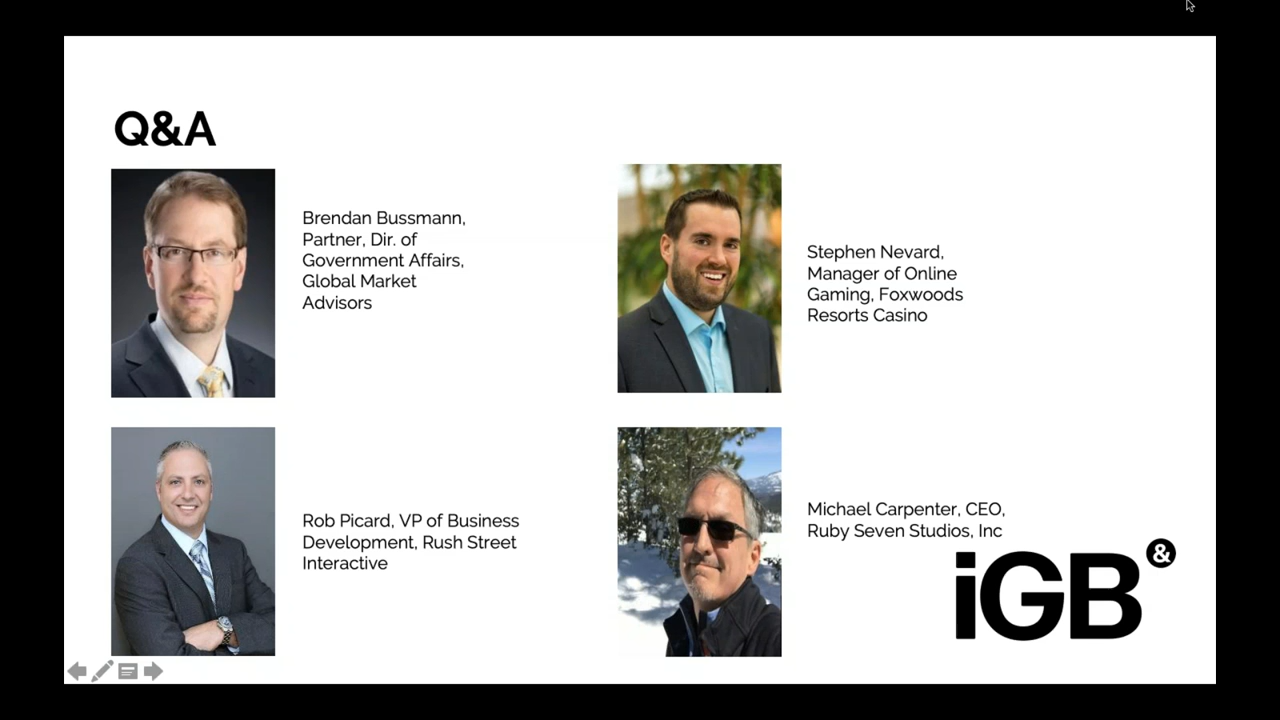 Q&A
Brendan Bussmann,
Partner, Dir. of
Government Affairs,
Global Market
Advisors
Stephen Nevard,
Manager of Online
Gaming, Foxwoods
Resorts Casino
Rob Picard, VP of Business
Development, Rush Street
Interactive
Michael Carpenter, CEO,
Ruby Seven Studios, Inc
iGB &